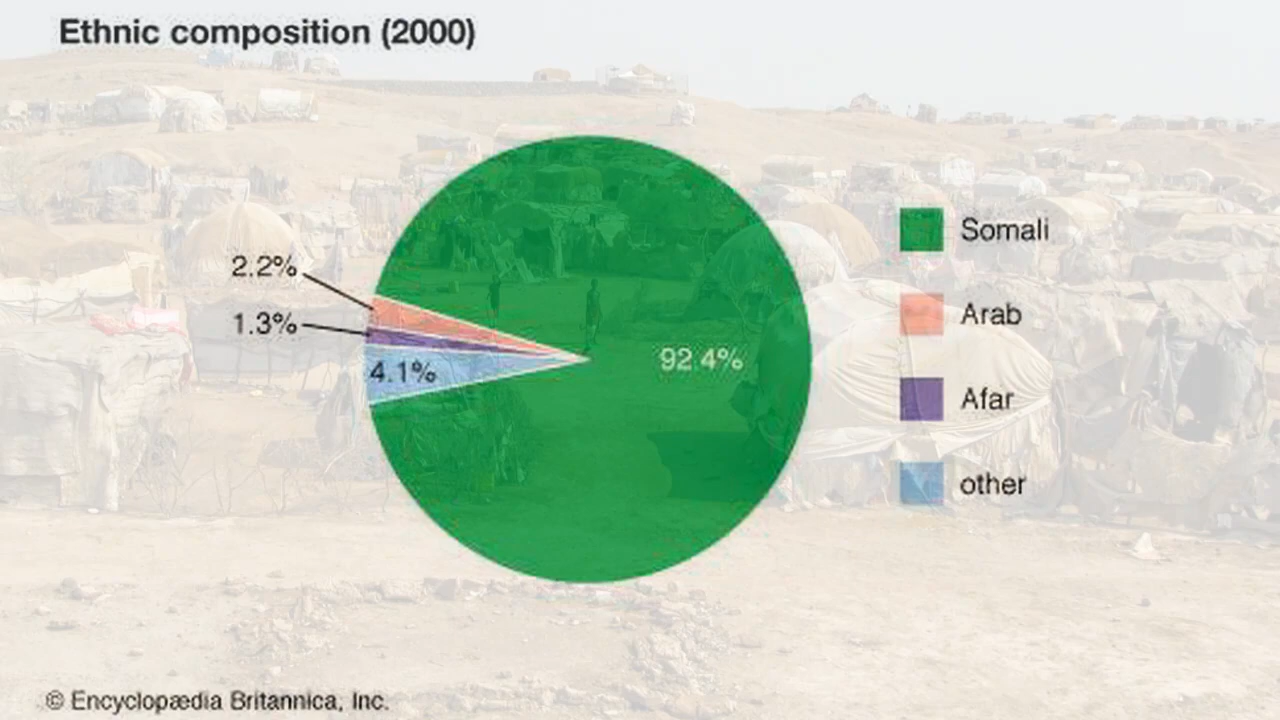 Ethnic composition (2000)
2.2%
1.3%
4.1%
92.4%
Somali
Arab
Afar
other
© Encyclopædia Britannica, Inc.